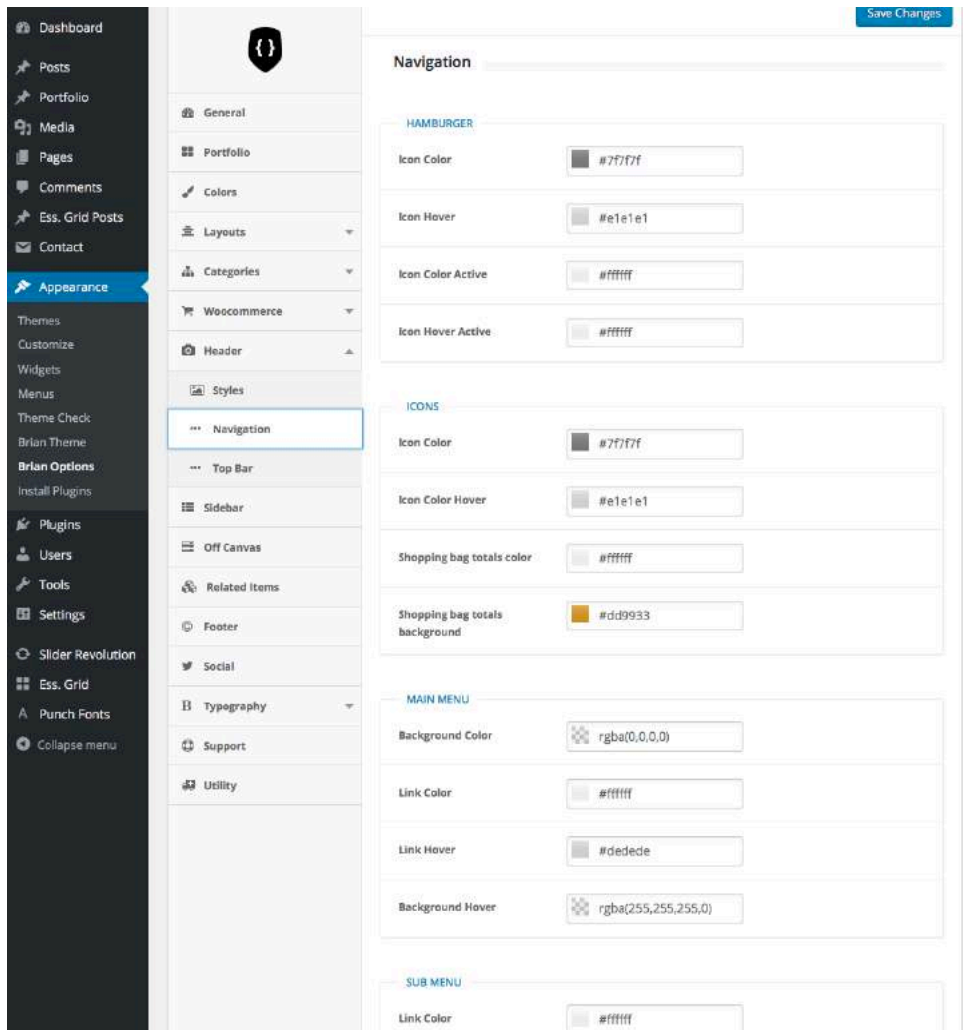 Dashboard
Posts
Portfolio
Media
Pages
Comments
Ess. Grid Posts
Contact
Appearance
Themes
Customize
Widgets
Menus
Theme Check
Brian Theme
Brian Options
Install Plugins
Plugins
Users
Tools
Settings
Slider Revolution
Ess. Grid
Punch Fonts
Collapse menu
{}
General
Portfolio
Colors
Layouts
Categories
Woocommerce
Header
Styles
Navigation
Top Bar
Sidebar
Off Canvas
Related Items
Footer
Social
Typography
Support
Utility
Save Changes
Navigation
HAMBURGER
Icon Color #7f7f7f
Icon Hover #e1e1e1
Icon Color Active #ffffff
Icon Hover Active #ffffff
ICONS
Icon Color #7f7f7f
Icon Color Hover #e1e1e1
Shopping bag totals color #ffffff
Shopping bag totals
background #dd9933
MAIN MENU
Background Color rgba(0,0,0,0)
Link Color #ffffff
Link Hover #dedede
Background Hover rgba(255,255,255,0)
SUB MENU
Link Color #ffffff